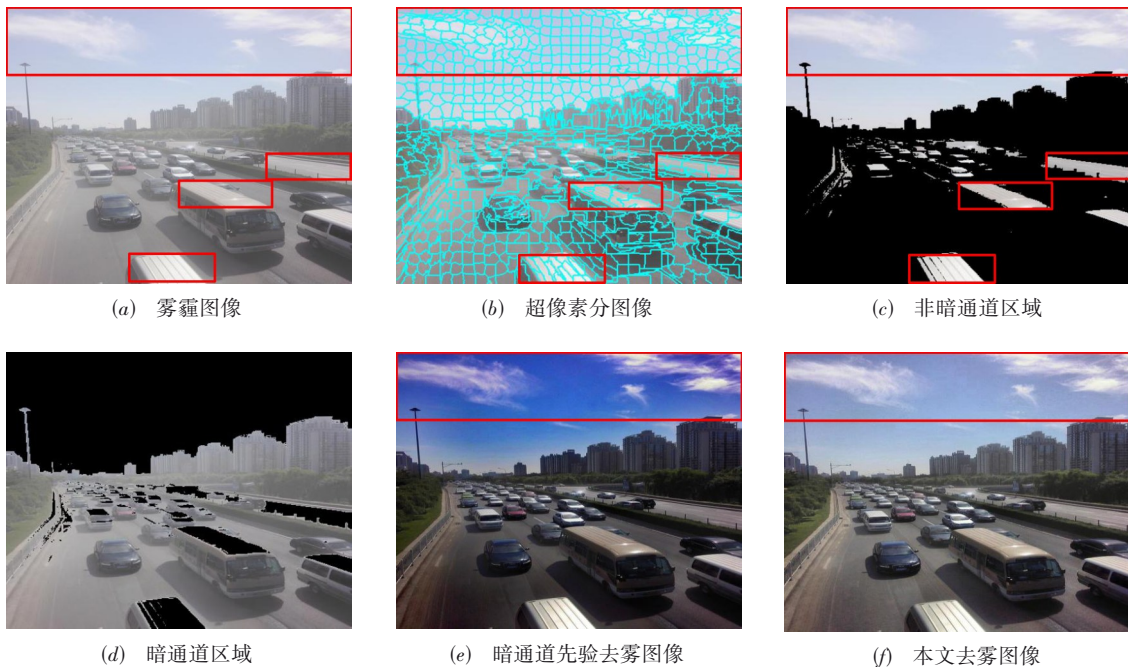 (a) 雾霾图像
(b) 超像素分图像
(c) 非暗通道区域
(d) 暗通道区域
(e) 暗通道先验去雾图像
(f) 本文去雾图像